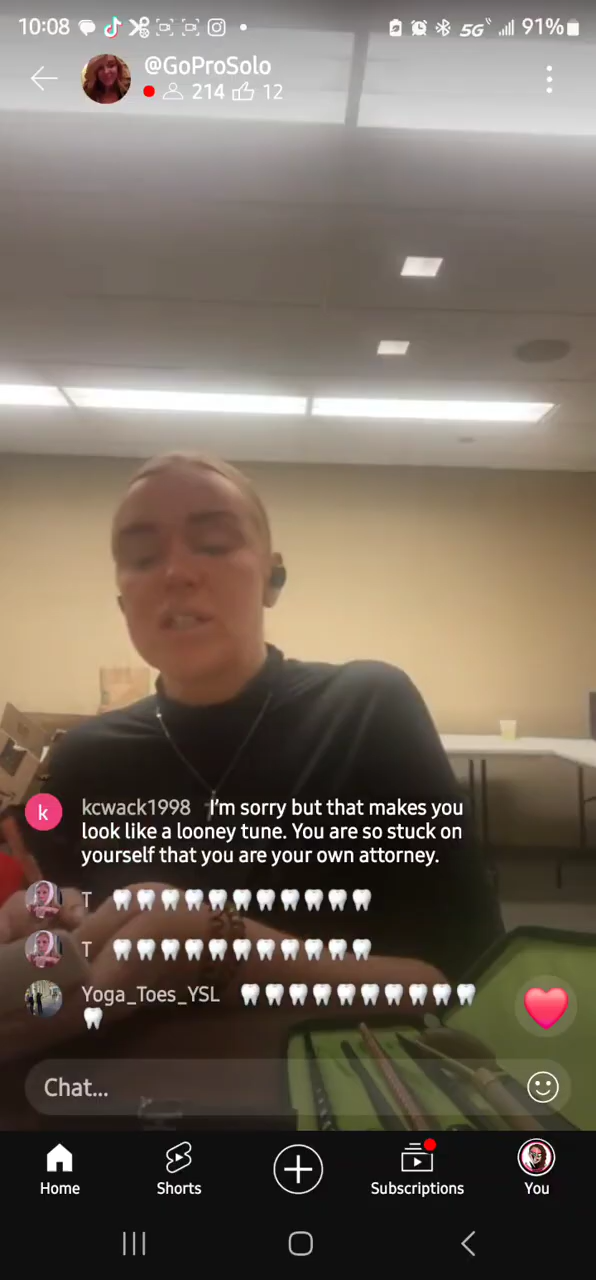 10:08 5G 91%
@GoProSolo
214 12
k kcwack1998 I'm sorry but that makes you
look like a looney tune. You are so stuck on
yourself that you are your own attorney.
T 🦷🦷🦷🦷🦷🦷🦷🦷🦷🦷🦷
T 🦷🦷🦷🦷🦷🦷🦷🦷🦷🦷🦷
Yoga_Toes_YSL 🦷🦷🦷🦷🦷🦷🦷🦷🦷🦷
🦷
Chat...
Home Shorts Subscriptions You